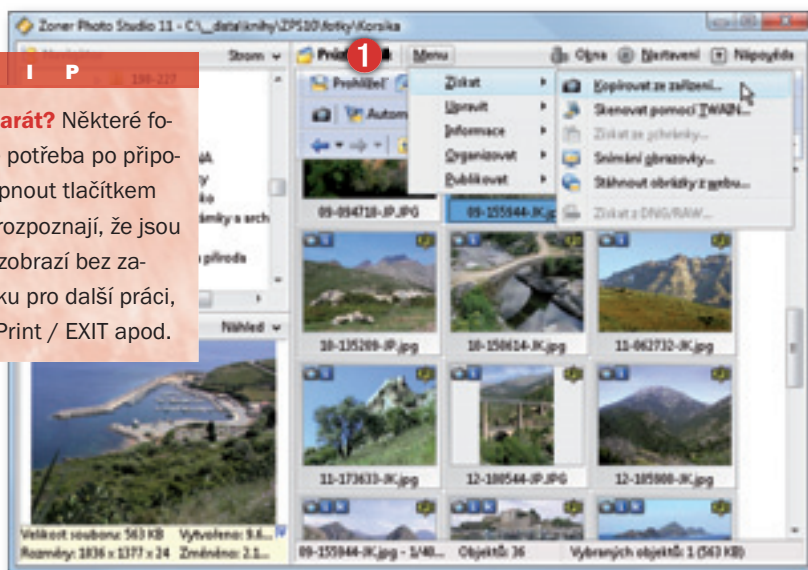 Zoner Photo Studio 11 - C:\__data\knihy\ZPS10\fotky\Korsika
Strom
190-227
1
Menu
Okna
Nastavení
Nápověda
I P
arát? Některé fo-
potřeba po připo-
pnout tlačítkem
rozpoznají, že jsou
zobrazí bez za-
ku pro další práci,
Print / EXIT apod.
Prohlížeč
Získat
Upravit
Informace
Organizovat
Publikovat
Kopírovat ze zařízení...
Skenovat pomocí TWAIN...
Získat ze schránky...
Snímání obrazovky...
Stáhnout obrázky z webu...
Získat z DNG/RAW...
příroda
Náhled
09-094718-JP.JPG
09-155944-JK.jpg
10-135209-JP.jpg
10-150614-JK.jpg
11-062732-JK.jpg
11-173633-JK.jpg
12-100544-JP.JPG
12-105900-JK.jpg
Velikost souboru: 563 KB
Vytvořeno: 9.6...
Rozměry: 1836 x 1377 x 24
Změněno: 2.1...
09-155944-JK.jpg - 1/40...
Objektů: 36
Vybraných objektů: 1 (563 KB)